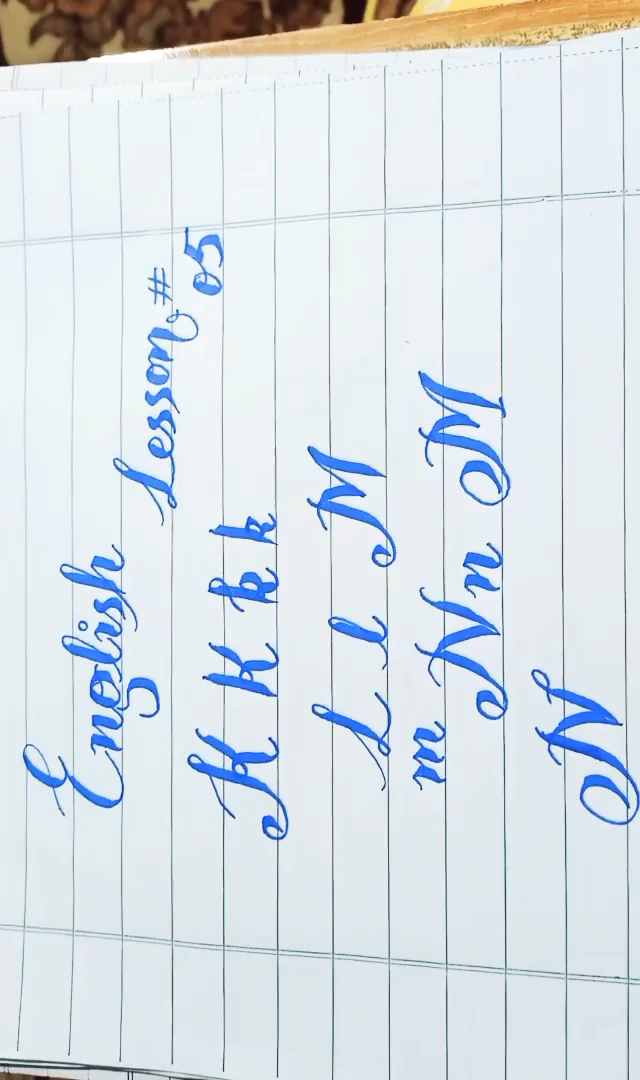 English
Lesson, # 05
K K k k
L l M
m N n M
N